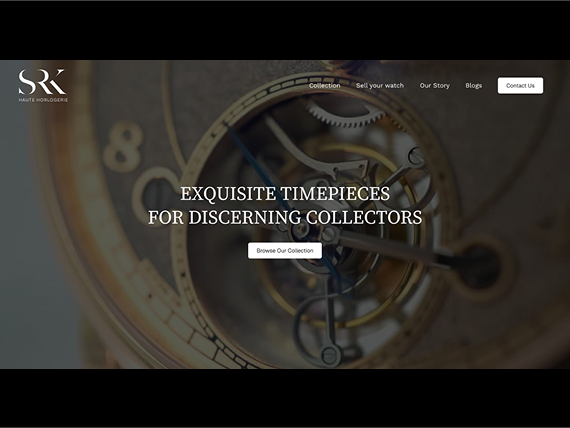 SRK
HAUTE HORLOGERIE
Collection
Sell your watch
Our Story
Blogs
Contact Us
8
EXQUISITE TIMEPIECES
FOR DISCERNING COLLECTORS
Browse Our Collection